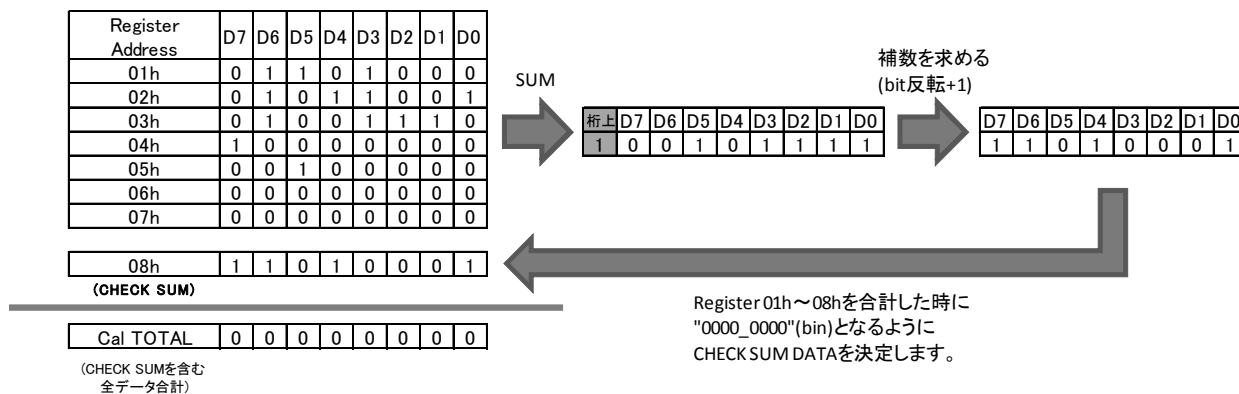 Register Address D7 D6 D5 D4 D3 D2 D1 D0
01h 0 1 1 0 1 0 0 0
02h 0 1 0 1 1 0 0 1
03h 0 1 0 0 1 1 1 0
04h 1 0 0 0 0 0 0 0
05h 0 0 1 0 0 0 0 0
06h 0 0 0 0 0 0 0 0
07h 0 0 0 0 0 0 0 0
08h 1 1 0 1 0 0 0 1
(CHECK SUM)
Cal TOTAL 0 0 0 0 0 0 0 0
(CHECK SUMを含む
全データ合計)
SUM
桁上 D7 D6 D5 D4 D3 D2 D1 D0
1 0 0 1 0 1 1 1 1
補数を求める
(bit反転+1)
D7 D6 D5 D4 D3 D2 D1 D0
1 1 0 1 0 0 0 1
Register 01h～08hを合計した時に
"0000_0000"(bin)となるように
CHECK SUM DATAを決定します。